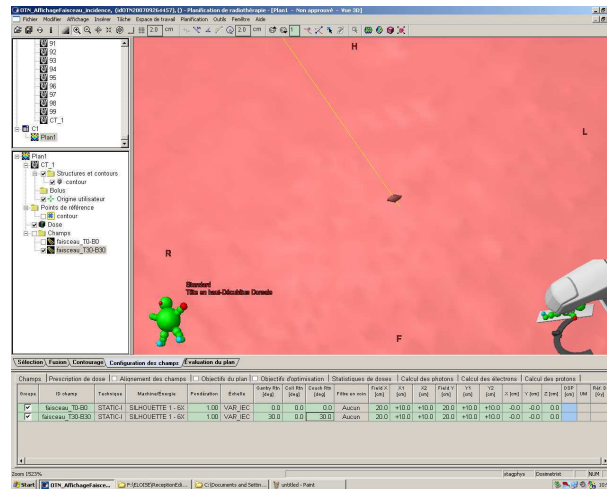 OTN_AffichageFaisceau_incidence, (idOTN200709264457), () - Planification de radiothérapie - [Plan1 - Non approuvé - Vue 3D]
Fichier Modifier Affichage Insérer Tâche Espace de travail Planification Outils Fenêtre Aide
2.0 cm 2.0 cm
91
92
93
94
95
96
97
98
99
CT_1
C1
Plan1
Plan1
CT_1
Structures et contours
contour
Bolus
Origine utilisateur
Points de référence
contour
Dose
Champs
faisceau_T0-B0
faisceau_T30-B30
H
L
R
F
Standard
Tête en haut-Décubitus Dorsale
Sélection Fusion Contourage Configuration des champs Évaluation du plan
Champs Prescription de dose Alignement des champs Objectifs du plan Objectifs d'optimisation Statistiques de doses Calcul des photons Calcul des électrons Calcul des protons
Groupe ID champ Technique Machine/Énergie Pondération Échelle Gantry Rtn [deg] Coll Rtn [deg] Couch Rtn [deg] Filtre en coin Field X [cm] X1 [cm] X2 [cm] Field Y [cm] Y1 [cm] Y2 [cm] X [cm] Y [cm] Z [cm] DSP [cm] UM Réf. D [Gy]
faisceau_T0-B0 STATIC-I SILHOUETTE 1 - 6X 1.00 VAR_IEC 0.0 0.0 0.0 Aucun 20.0 +10.0 +10.0 20.0 +10.0 +10.0 -0.0 -0.0 0.0
faisceau_T30-B30 STATIC-I SILHOUETTE 1 - 6X 1.00 VAR_IEC 30.0 0.0 30.0 Aucun 20.0 +10.0 +10.0 20.0 +10.0 +10.0 -0.0 -0.0 0.0
Zoom 1523% stagphys Dosimetrist NUM
Start OTN_AffichageFaisce... F:\ELOISE\ReceptionEcli... C:\Documents and Settin... untitled - Paint